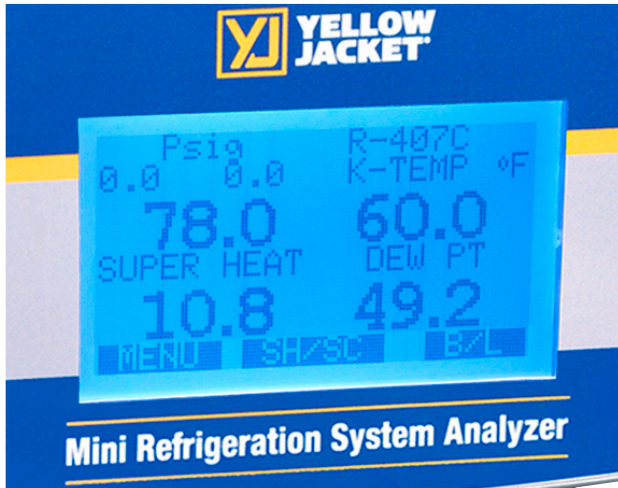 YJ YELLOW JACKET
Psig R-407C
0.0 0.0 K-TEMP °F
78.0 60.0
SUPER HEAT DEW PT
10.8 49.2
MENU SH/SC B/L
Mini Refrigeration System Analyzer